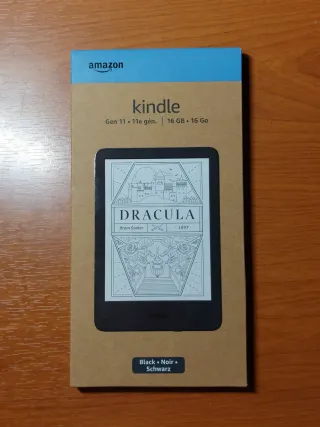 amazon
kindle
Gen 11 • 11e gén. | 16 GB • 16 Go
DRACULA
Bram Stoker
1897
Black • Noir •
Schwarz